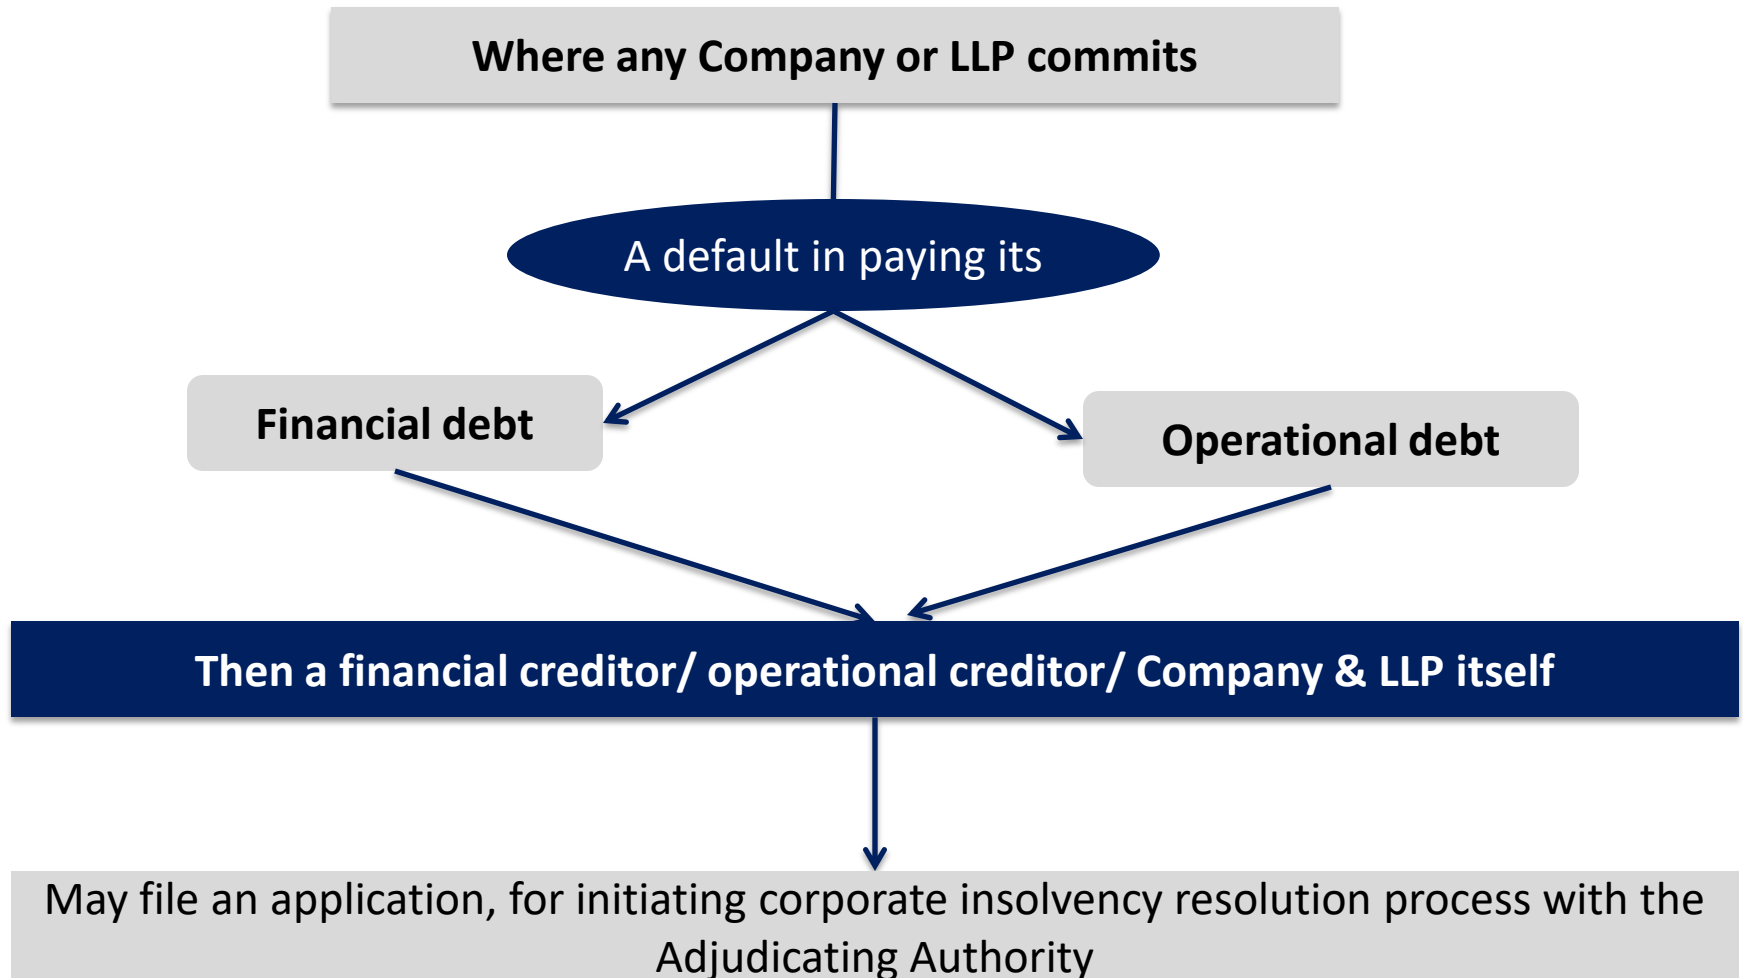 Where any Company or LLP commits
A default in paying its
Financial debt
Operational debt
Then a financial creditor/ operational creditor/ Company & LLP itself
May file an application, for initiating corporate insolvency resolution process with the
Adjudicating Authority